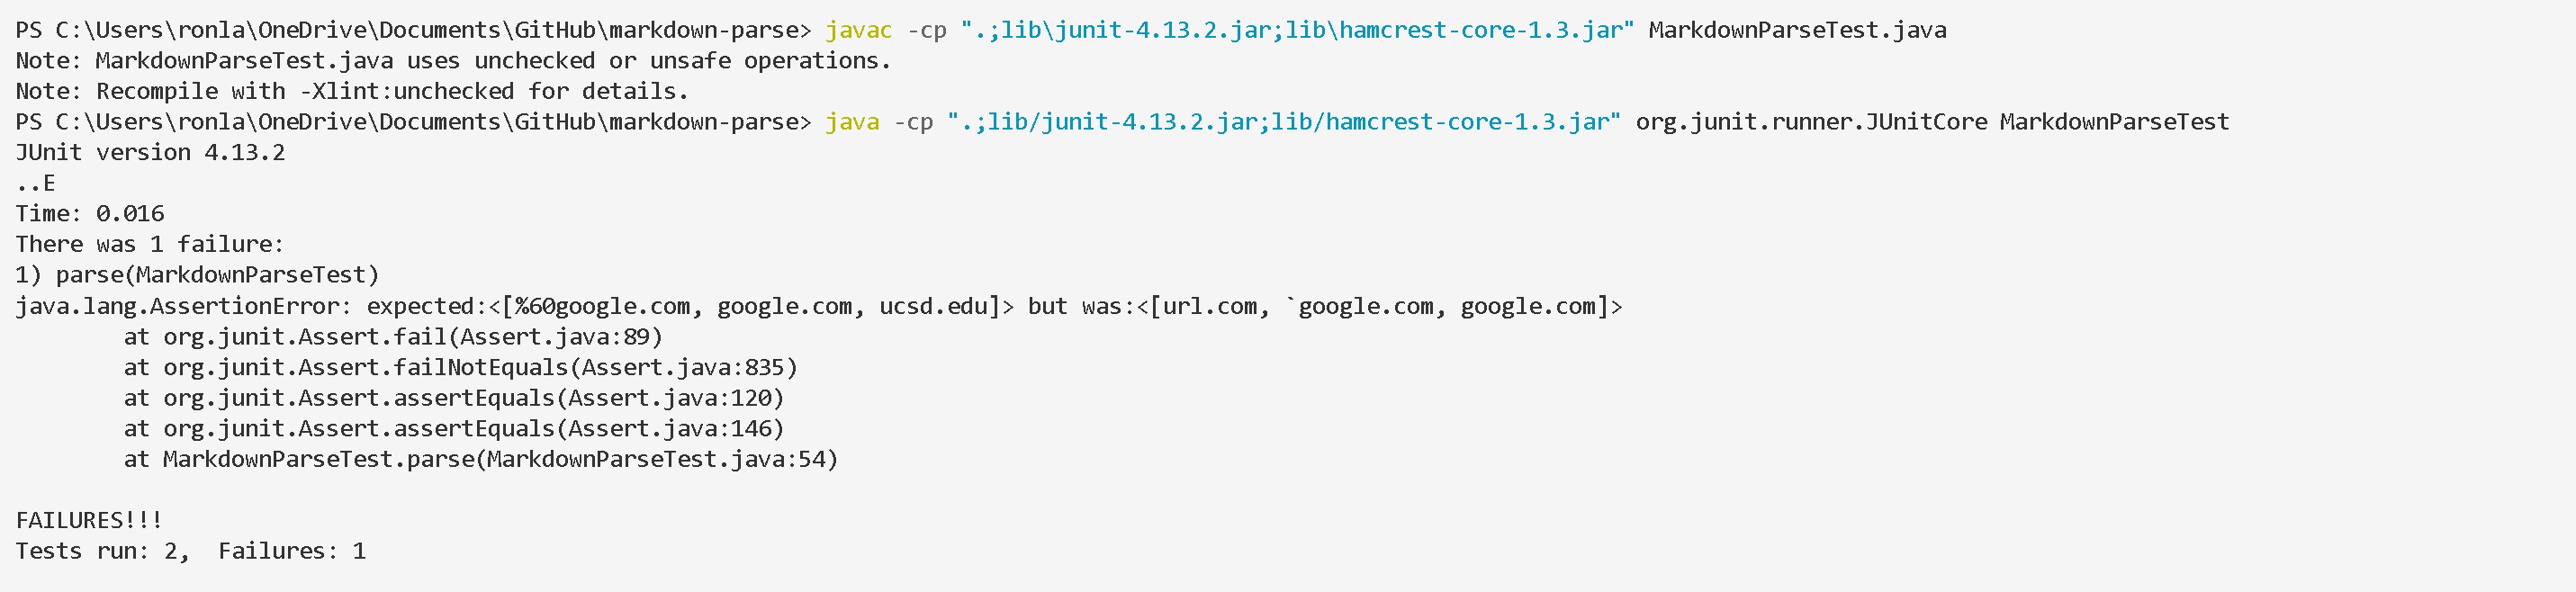 PS C:\Users\ronla\OneDrive\Documents\GitHub\markdown-parse> javac -cp ".;lib\junit-4.13.2.jar;lib\hamcrest-core-1.3.jar" MarkdownParseTest.java
Note: MarkdownParseTest.java uses unchecked or unsafe operations.
Note: Recompile with -Xlint:unchecked for details.
PS C:\Users\ronla\OneDrive\Documents\GitHub\markdown-parse> java -cp ".;lib/junit-4.13.2.jar;lib/hamcrest-core-1.3.jar" org.junit.runner.JUnitCore MarkdownParseTest
JUnit version 4.13.2
..E
Time: 0.016
There was 1 failure:
1) parse(MarkdownParseTest)
java.lang.AssertionError: expected:<[%60google.com, google.com, ucsd.edu]> but was:<[url.com, `google.com, google.com]>
        at org.junit.Assert.fail(Assert.java:89)
        at org.junit.Assert.failNotEquals(Assert.java:835)
        at org.junit.Assert.assertEquals(Assert.java:120)
        at org.junit.Assert.assertEquals(Assert.java:146)
        at MarkdownParseTest.parse(MarkdownParseTest.java:54)

FAILURES!!!
Tests run: 2,  Failures: 1